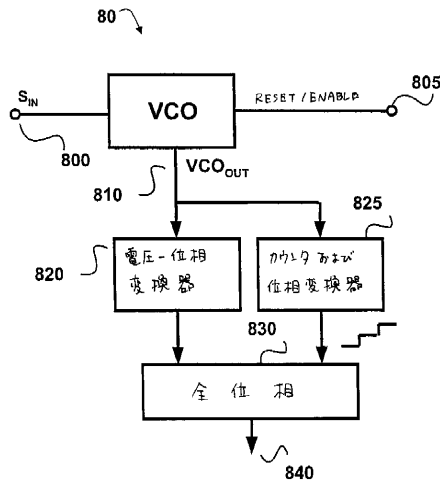 80
S_IN
VCO
RESET/ENABLE
805
800
810
VCO_OUT
825
820
電圧-位相
変換器
カウンタおよび
位相変換器
830
全位相
840